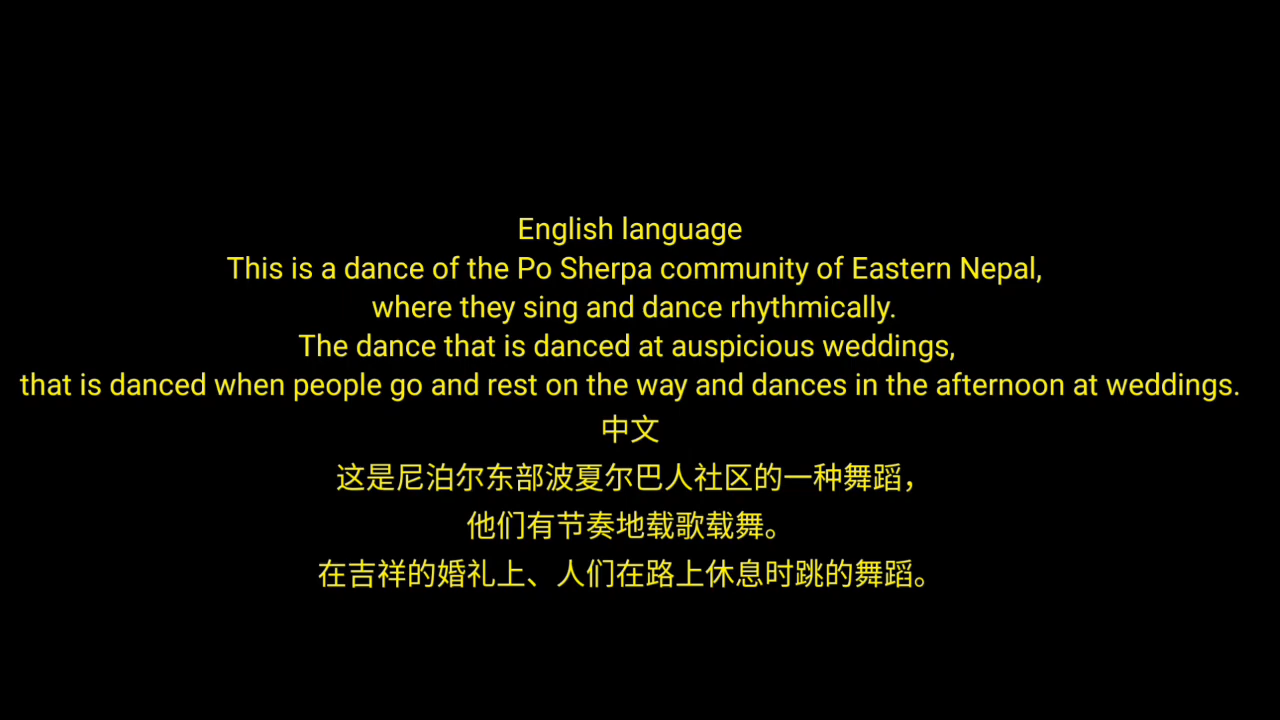 English language
This is a dance of the Po Sherpa community of Eastern Nepal,
where they sing and dance rhythmically.
The dance that is danced at auspicious weddings,
that is danced when people go and rest on the way and dances in the afternoon at weddings.
中文
这是尼泊尔东部波夏尔巴人社区的一种舞蹈，
他们有节奏地载歌载舞。
在吉祥的婚礼上、人们在路上休息时跳的舞蹈。